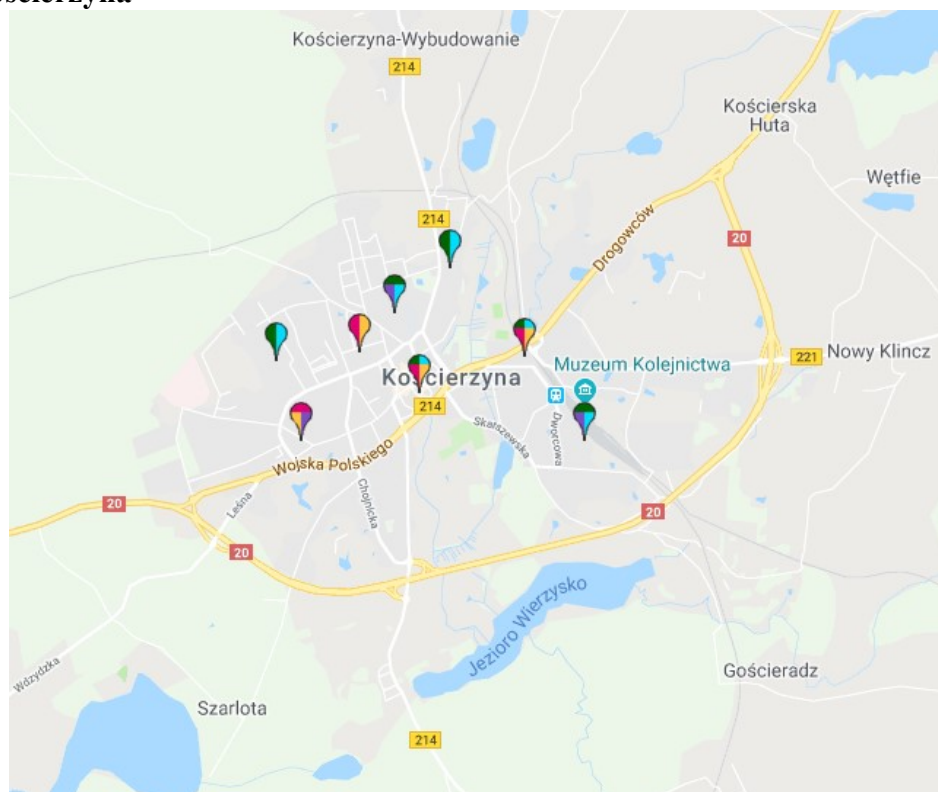 ościerzyna
Kościerzyna-Wybudowanie
214
Kościerska
Huta
Wętfie
214
20
Drogowców
221
Nowy Klincz
Muzeum Kolejnictwa
Kościerzyna
214
Skarszewska
Dworcowa
Wojska Polskiego
Chojnicka
Leśna
20
20
20
Jezioro Wierzysko
Wdzydzka
Gościeradz
Szarlota
214